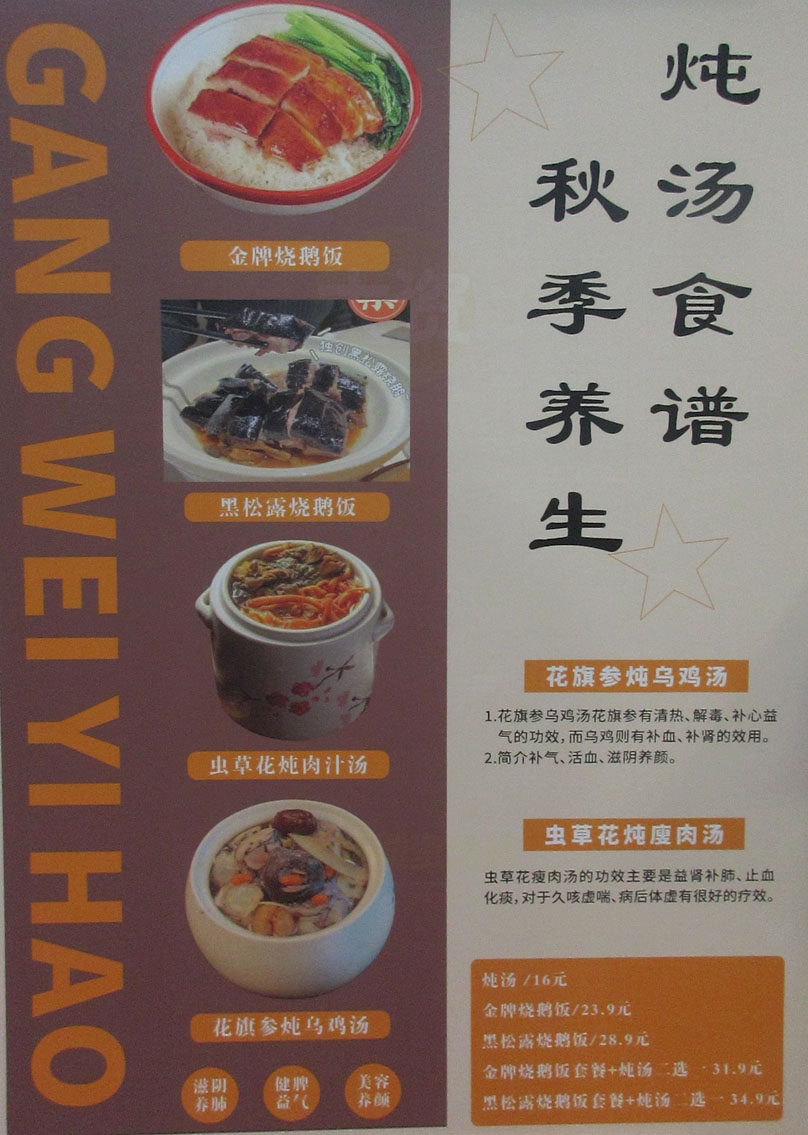 GANG WEI YI HAO
炖汤食谱
秋季养生
金牌烧鹅饭
独创黑松露烧鹅
黑松露烧鹅饭
虫草花炖肉汁汤
花旗参炖乌鸡汤
滋阴
养肺
健脾
益气
美容
养颜
花旗参炖乌鸡汤
1.花旗参乌鸡汤花旗参有清热、解毒、补心益
气的功效,而乌鸡则有补血、补肾的效用。
2.简介补气、活血、滋阴养颜。
虫草花炖瘦肉汤
虫草花瘦肉汤的功效主要是益肾补肺、止血
化痰,对于久咳虚喘、病后体虚有很好的疗效。
炖汤 /16元
金牌烧鹅饭/23.9元
黑松露烧鹅饭/28.9元
金牌烧鹅饭套餐+炖汤二选一 31.9元
黑松露烧鹅饭套餐+炖汤二选一 34.9元